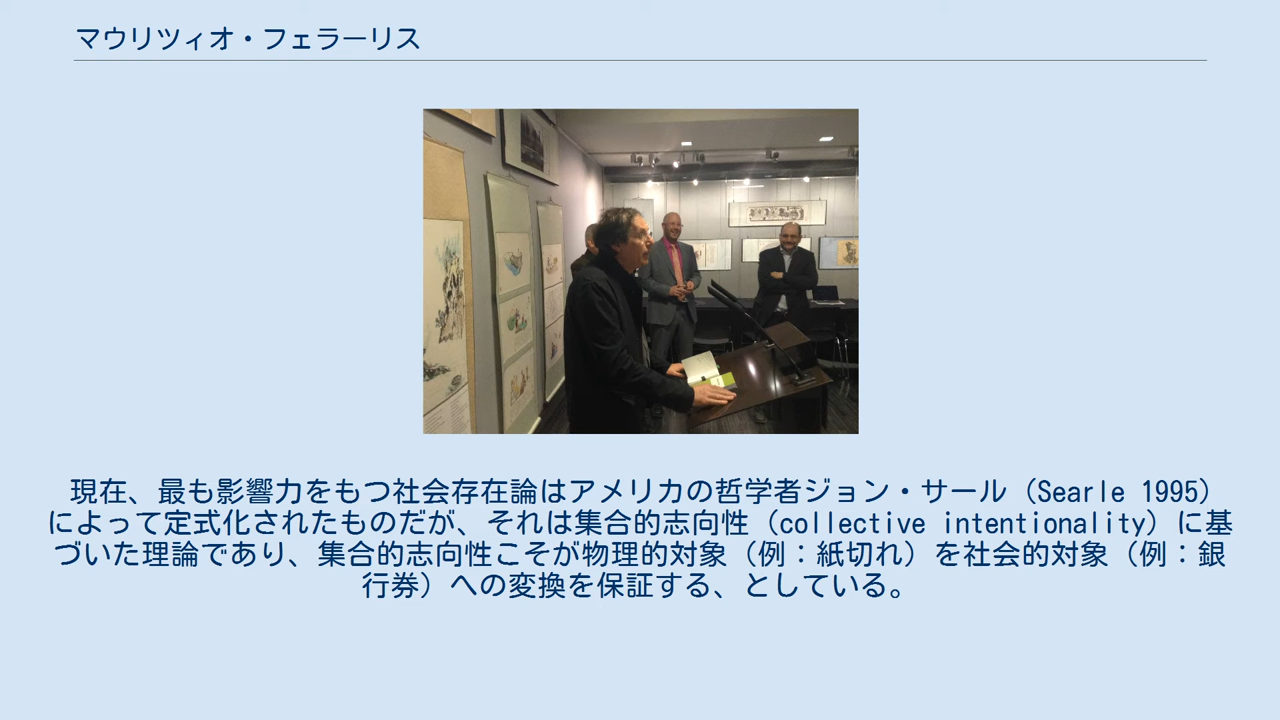 マウリツィオ・フェラーリス
現在、最も影響力をもつ社会存在論はアメリカの哲学者ジョン・サール（Searle 1995）
によって定式化されたものだが、それは集合的志向性（collective intentionality）に基
づいた理論であり、集合的志向性こそが物理的対象（例：紙切れ）を社会的対象（例：銀
行券）への変換を保証する、としている。